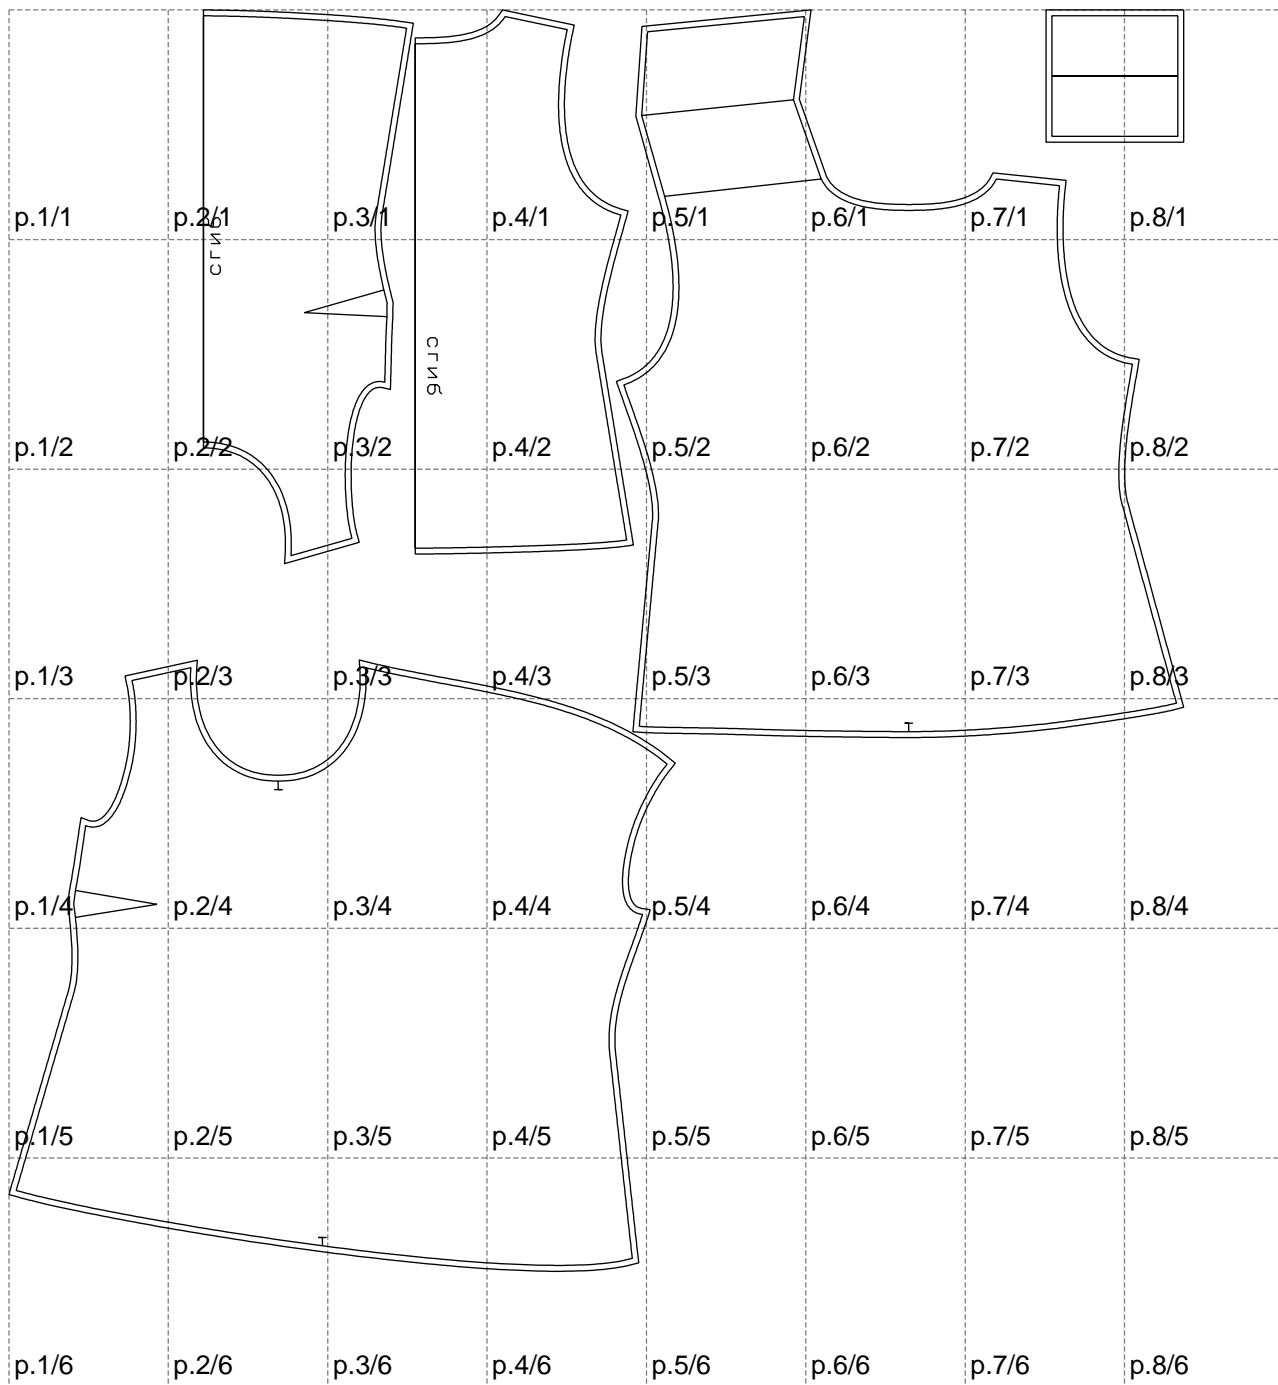 p.1/1 p.2/1 p.3/1 p.4/1 p.5/1 p.6/1 p.7/1 p.8/1
сгиб
сгиб
p.1/2 p.2/2 p.3/2 p.4/2 p.5/2 p.6/2 p.7/2 p.8/2
p.1/3 p.2/3 p.3/3 p.4/3 p.5/3 p.6/3 p.7/3 p.8/3
p.1/4 p.2/4 p.3/4 p.4/4 p.5/4 p.6/4 p.7/4 p.8/4
p.1/5 p.2/5 p.3/5 p.4/5 p.5/5 p.6/5 p.7/5 p.8/5
p.1/6 p.2/6 p.3/6 p.4/6 p.5/6 p.6/6 p.7/6 p.8/6